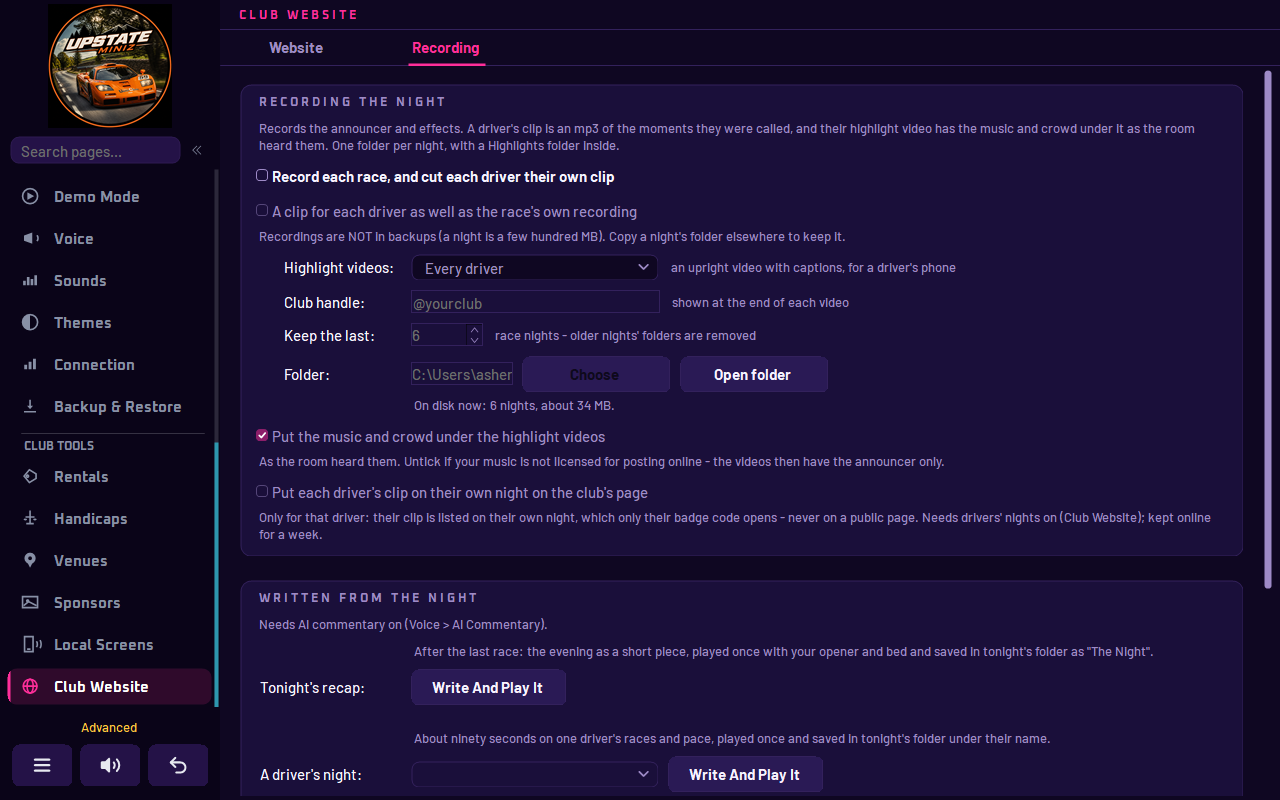 UPSTATE
MINIZ
Search pages...
Demo Mode
Voice
Sounds
Themes
Connection
Backup & Restore
CLUB TOOLS
Rentals
Handicaps
Venues
Sponsors
Local Screens
Club Website
Advanced
CLUB WEBSITE
Website
Recording
RECORDING THE NIGHT
Records the announcer and effects. A driver's clip is an mp3 of the moments they were called, and their highlight video has the music and crowd under it as the room
heard them. One folder per night, with a Highlights folder inside.
Record each race, and cut each driver their own clip
A clip for each driver as well as the race's own recording
Recordings are NOT in backups (a night is a few hundred MB). Copy a night's folder elsewhere to keep it.
Highlight videos: Every driver an upright video with captions, for a driver's phone
Club handle: @yourclub shown at the end of each video
Keep the last: 6 race nights - older nights' folders are removed
Folder: C:\Users\asher Choose Open folder
On disk now: 6 nights, about 34 MB.
Put the music and crowd under the highlight videos
As the room heard them. Untick if your music is not licensed for posting online - the videos then have the announcer only.
Put each driver's clip on their own night on the club's page
Only for that driver: their clip is listed on their own night, which only their badge code opens - never on a public page. Needs drivers' nights on (Club Website); kept online
for a week.
WRITTEN FROM THE NIGHT
Needs AI commentary on (Voice > AI Commentary).
After the last race: the evening as a short piece, played once with your opener and bed and saved in tonight's folder as "The Night".
Tonight's recap: Write And Play It
About ninety seconds on one driver's races and pace, played once and saved in tonight's folder under their name.
A driver's night: Write And Play It